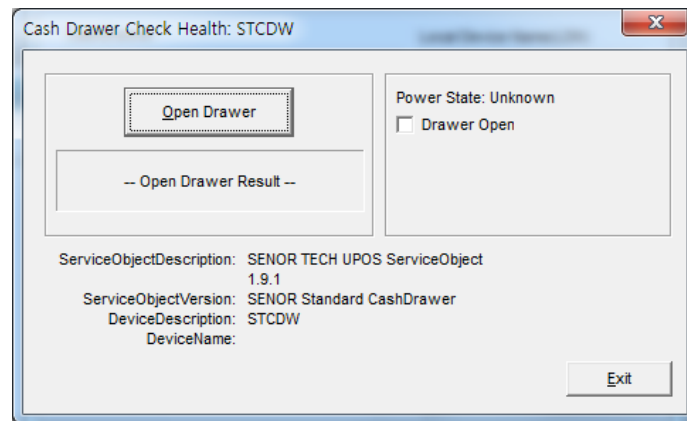 Cash Drawer Check Health: STCDW
Open Drawer
-- Open Drawer Result --
Power State: Unknown
Drawer Open
ServiceObjectDescription: SENOR TECH UPOS ServiceObject
1.9.1
ServiceObjectVersion: SENOR Standard CashDrawer
DeviceDescription: STCDW
DeviceName:
Exit